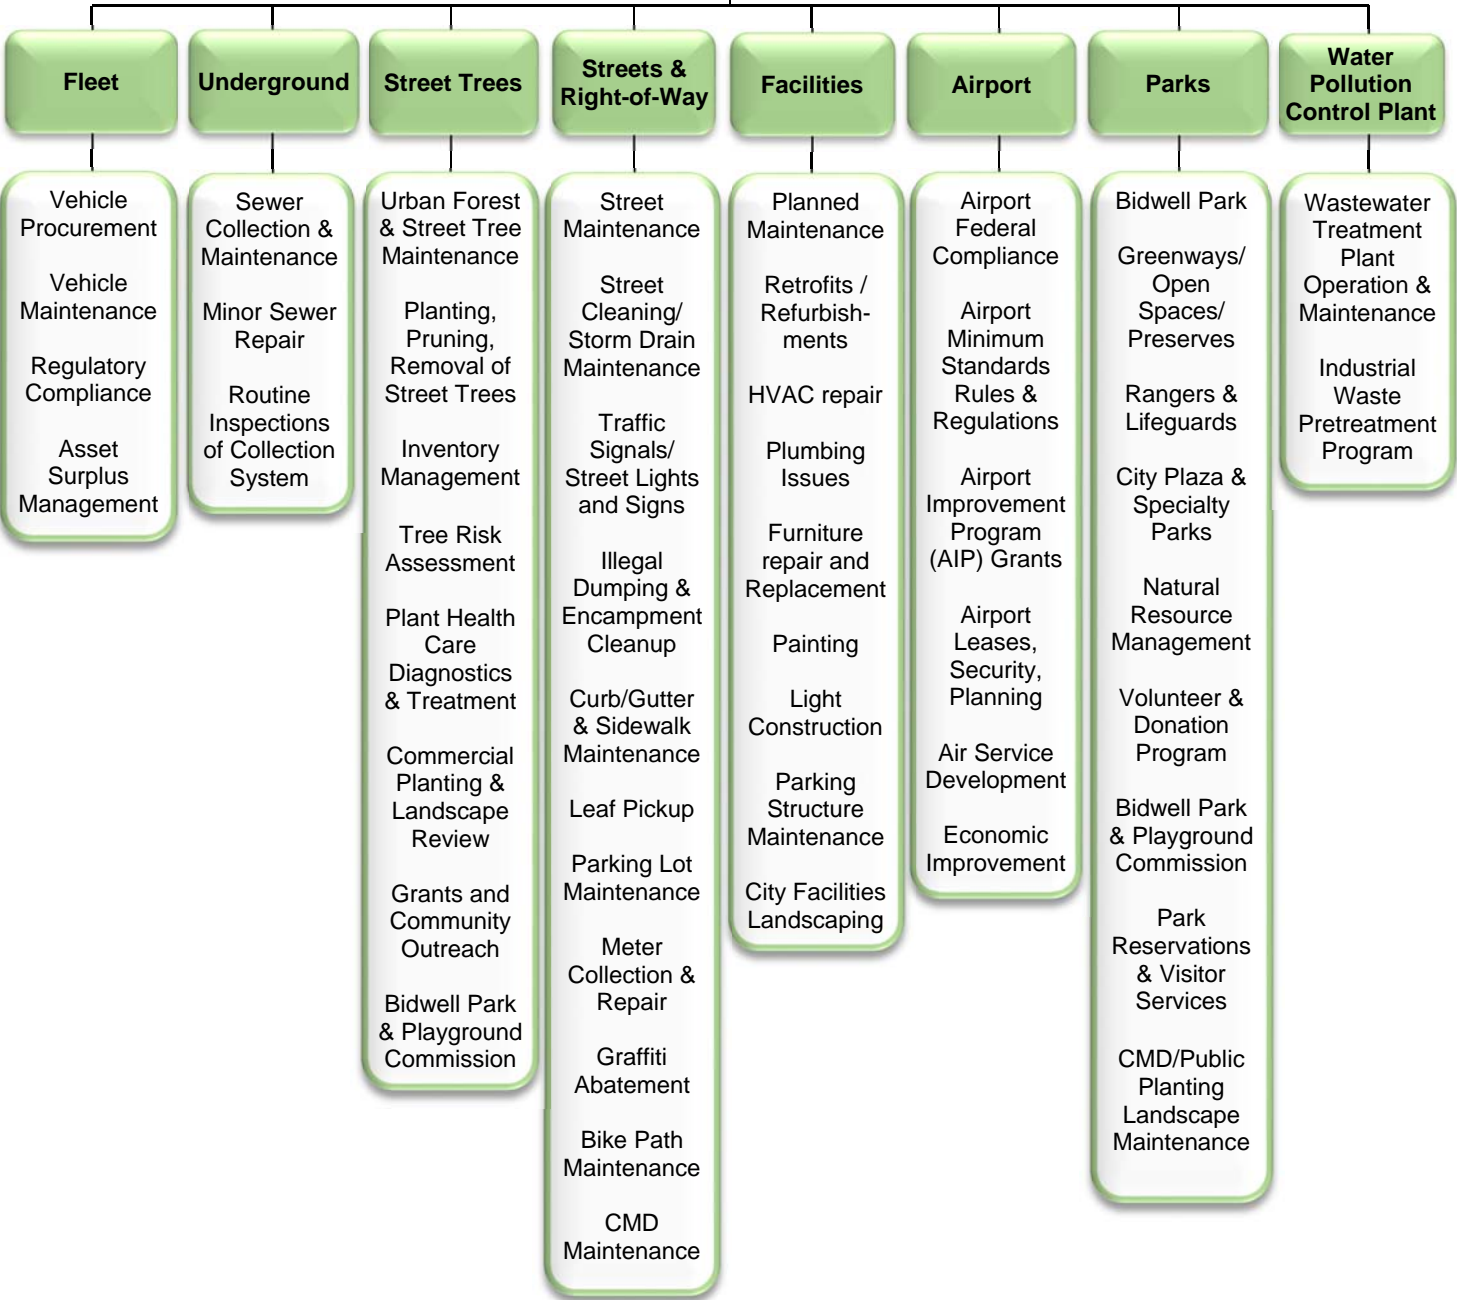 Fleet
Vehicle
Procurement
Vehicle
Maintenance
Regulatory
Compliance
Asset
Surplus
Management
Underground
Sewer
Collection &
Maintenance
Minor Sewer
Repair
Routine
Inspections
of Collection
System
Street Trees
Urban Forest
& Street Tree
Maintenance
Planting,
Pruning,
Removal of
Street Trees
Inventory
Management
Tree Risk
Assessment
Plant Health
Care
Diagnostics
& Treatment
Commercial
Planting &
Landscape
Review
Grants and
Community
Outreach
Bidwell Park
& Playground
Commission
Streets &
Right-of-Way
Street
Maintenance
Street
Cleaning/
Storm Drain
Maintenance
Traffic
Signals/
Street Lights
and Signs
Illegal
Dumping &
Encampment
Cleanup
Curb/Gutter
& Sidewalk
Maintenance
Leaf Pickup
Parking Lot
Maintenance
Meter
Collection &
Repair
Graffiti
Abatement
Bike Path
Maintenance
CMD
Maintenance
Facilities
Planned
Maintenance
Retrofits /
Refurbish-
ments
HVAC repair
Plumbing
Issues
Furniture
repair and
Replacement
Painting
Light
Construction
Parking
Structure
Maintenance
City Facilities
Landscaping
Airport
Airport
Federal
Compliance
Airport
Minimum
Standards
Rules &
Regulations
Airport
Improvement
Program
(AIP) Grants
Airport
Leases,
Security,
Planning
Air Service
Development
Economic
Improvement
Parks
Bidwell Park
Greenways/
Open
Spaces/
Preserves
Rangers &
Lifeguards
City Plaza &
Specialty
Parks
Natural
Resource
Management
Volunteer &
Donation
Program
Bidwell Park
& Playground
Commission
Park
Reservations
& Visitor
Services
CMD/Public
Planting
Landscape
Maintenance
Water
Pollution
Control Plant
Wastewater
Treatment
Plant
Operation &
Maintenance
Industrial
Waste
Pretreatment
Program